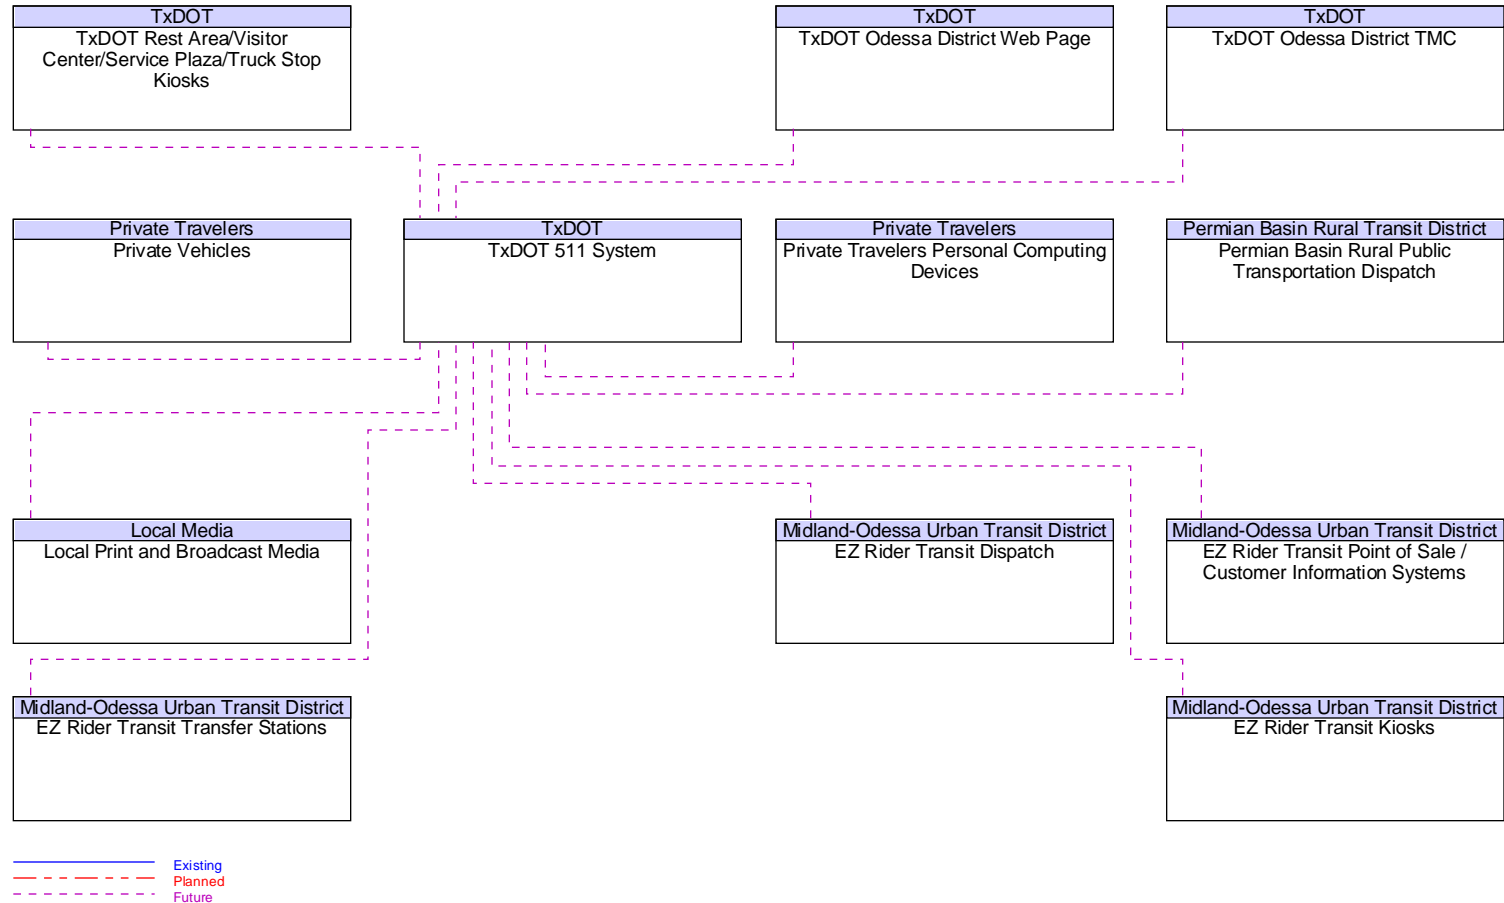 TxDOT
TxDOT Rest Area/Visitor
Center/Service Plaza/Truck Stop
Kiosks
TxDOT
TxDOT Odessa District Web Page
TxDOT
TxDOT Odessa District TMC
Private Travelers
Private Vehicles
TxDOT
TxDOT 511 System
Private Travelers
Private Travelers Personal Computing
Devices
Permian Basin Rural Transit District
Permian Basin Rural Public
Transportation Dispatch
Local Media
Local Print and Broadcast Media
Midland-Odessa Urban Transit District
EZ Rider Transit Dispatch
Midland-Odessa Urban Transit District
EZ Rider Transit Point of Sale /
Customer Information Systems
Midland-Odessa Urban Transit District
EZ Rider Transit Transfer Stations
Midland-Odessa Urban Transit District
EZ Rider Transit Kiosks
Existing
Planned
Future